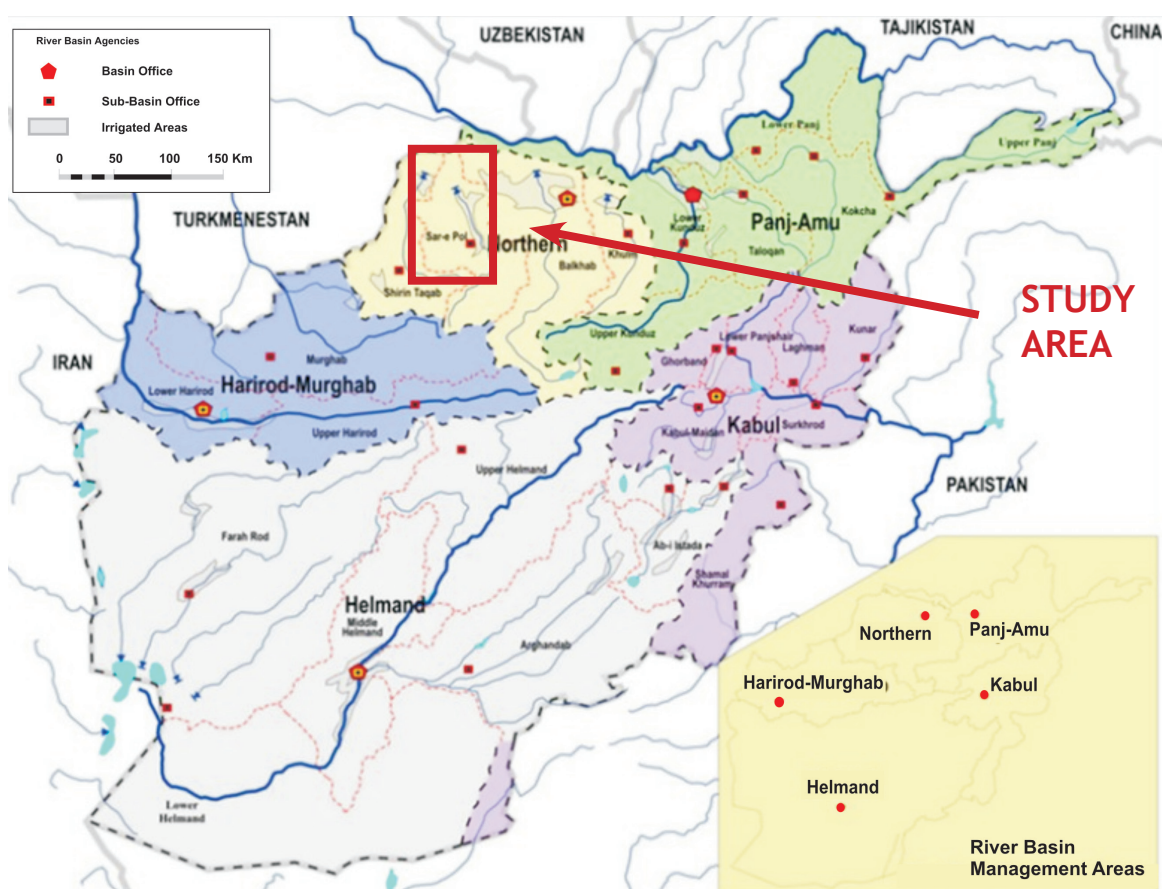 River Basin Agencies
Basin Office
Sub-Basin Office
Irrigated Areas
0 50 100 150 Km
UZBEKISTAN
TAJIKISTAN
CHINA
TURKMENESTAN
IRAN
PAKISTAN
STUDY
AREA
Lower Panj
Upper Panj
Kokcha
Panj-Amu
Taloqan
Lower
Kunduz
Upper Kunduz
Northern
Sar-e Pol
Khulm
Balkhab
Shirin Taqab
Murghab
Harirod-Murghab
Lower Harirod
Upper Harirod
Lower Panjshair
Ghorband
Laghman
Kunar
Kabul
Surkhrod
Kabul-Maidan
Shamal
Khurrany
Upper Helmand
Farah Rod
Ab-i Istada
Helmand
Middle
Helmand
Arghandab
Lower
Helmand
Northern
Panj-Amu
Harirod-Murghab
Kabul
Helmand
River Basin
Management Areas